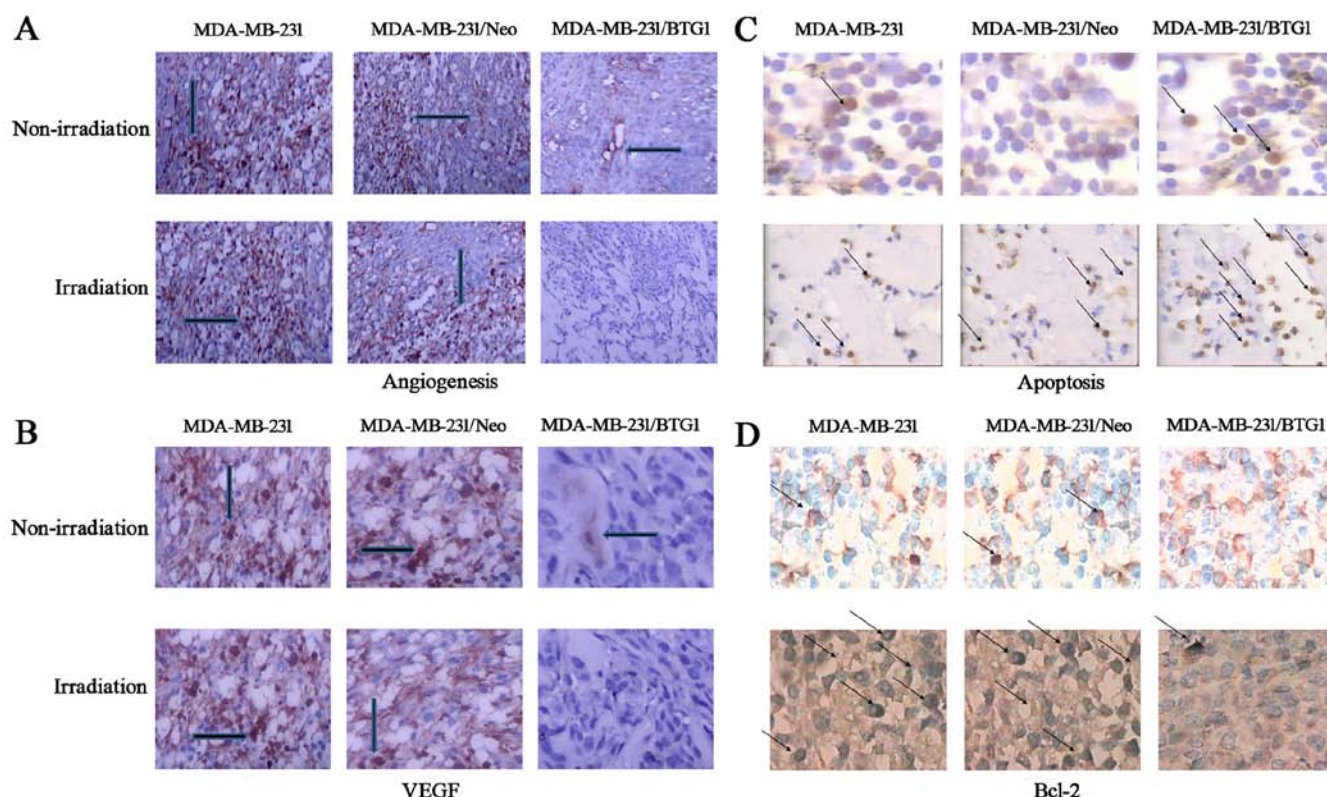 A
MDA-MB-231 MDA-MB-231/Neo MDA-MB-231/BTG1
Non-irradiation
Irradiation
Angiogenesis
B
MDA-MB-231 MDA-MB-231/Neo MDA-MB-231/BTG1
Non-irradiation
Irradiation
VEGF
C
MDA-MB-231 MDA-MB-231/Neo MDA-MB-231/BTG1
Apoptosis
D
MDA-MB-231 MDA-MB-231/Neo MDA-MB-231/BTG1
Bcl-2